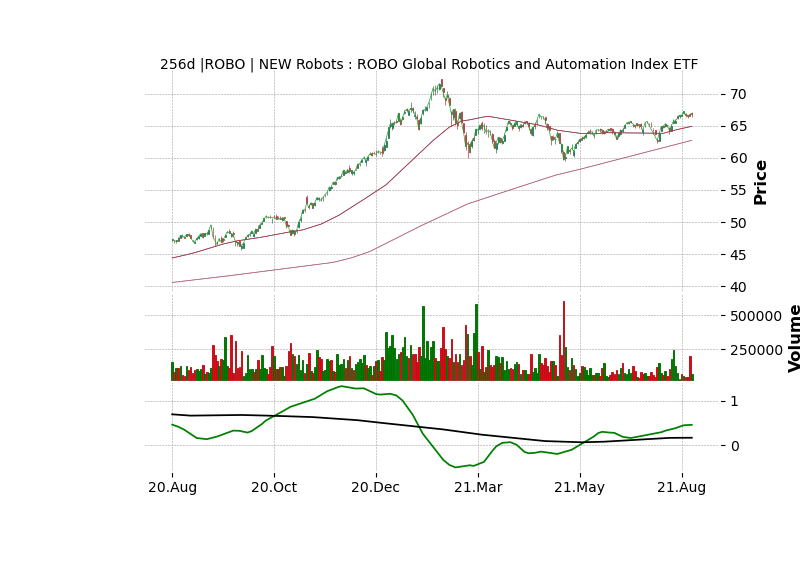 256d |ROBO | NEW Robots : ROBO Global Robotics and Automation Index ETF
70
65
60
55
50
45
40
Price
500000
250000
Volume
1
0
20.Aug 20.Oct 20.Dec 21.Mar 21.May 21.Aug